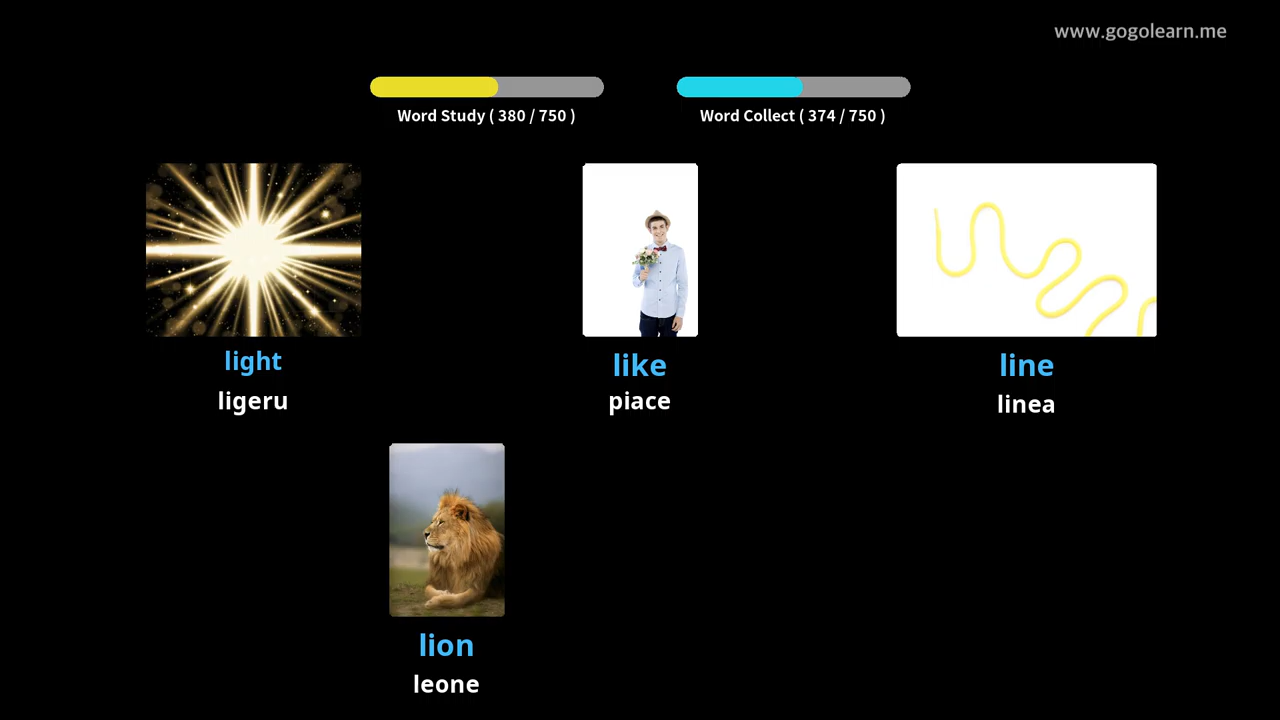 www.gogolearn.me
Word Study ( 380 / 750 )
Word Collect ( 374 / 750 )
light
ligeru
like
piace
line
linea
lion
leone